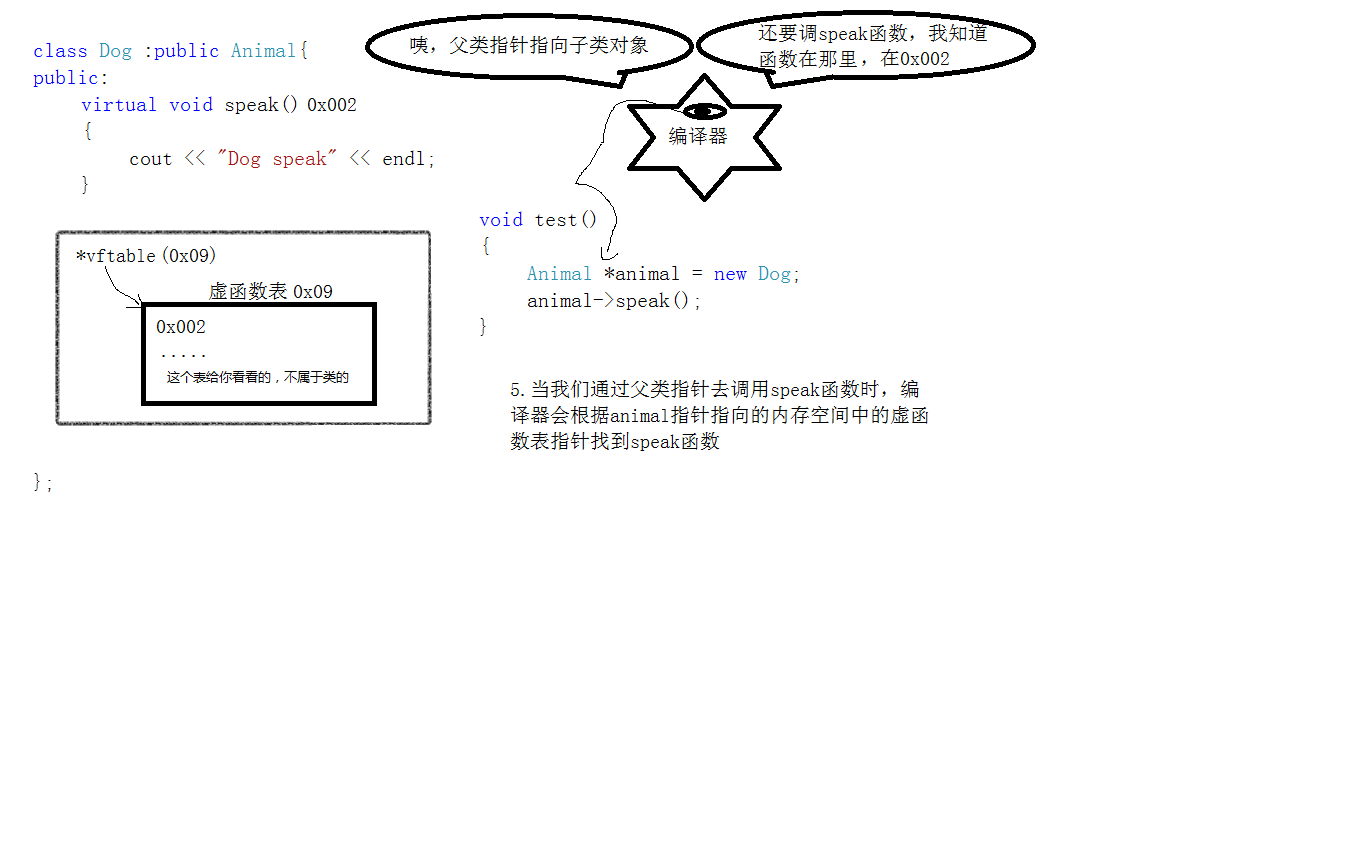 class Dog :public Animal{
public:
virtual void speak() 0x002
{
cout << "Dog speak" << endl;
}
*vftable(0x09)
虚函数表 0x09
0x002
.....
这个表给你看看的，不属于类的
};
咦，父类指针指向子类对象
还要调speak函数，我知道
函数在那里，在0x002
编译器
void test()
{
Animal *animal = new Dog;
animal->speak();
}
5.当我们通过父类指针去调用speak函数时，编
译器会根据animal指针指向的内存空间中的虚函
数表指针找到speak函数